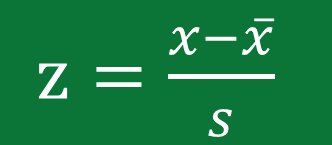 z = (x − x̄) / s